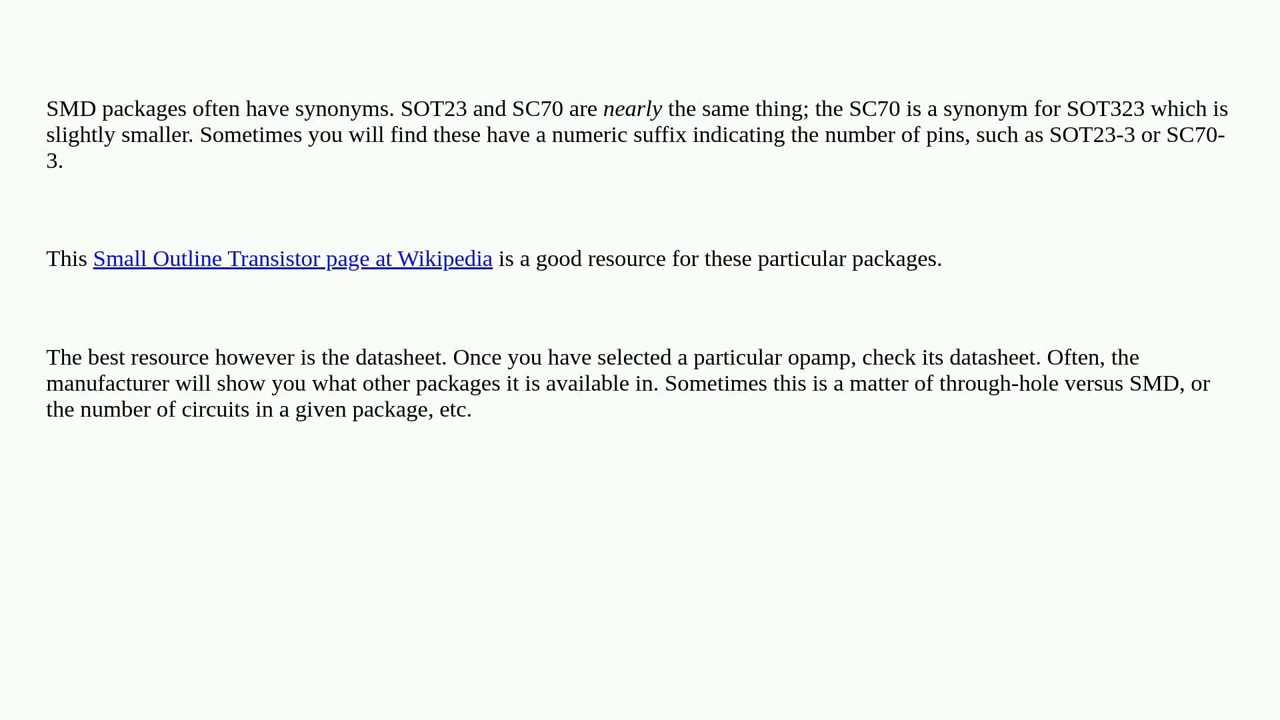 SMD packages often have synonyms. SOT23 and SC70 are nearly the same thing; the SC70 is a synonym for SOT323 which is
slightly smaller. Sometimes you will find these have a numeric suffix indicating the number of pins, such as SOT23-3 or SC70-
3.
This Small Outline Transistor page at Wikipedia is a good resource for these particular packages.
The best resource however is the datasheet. Once you have selected a particular opamp, check its datasheet. Often, the
manufacturer will show you what other packages it is available in. Sometimes this is a matter of through-hole versus SMD, or
the number of circuits in a given package, etc.